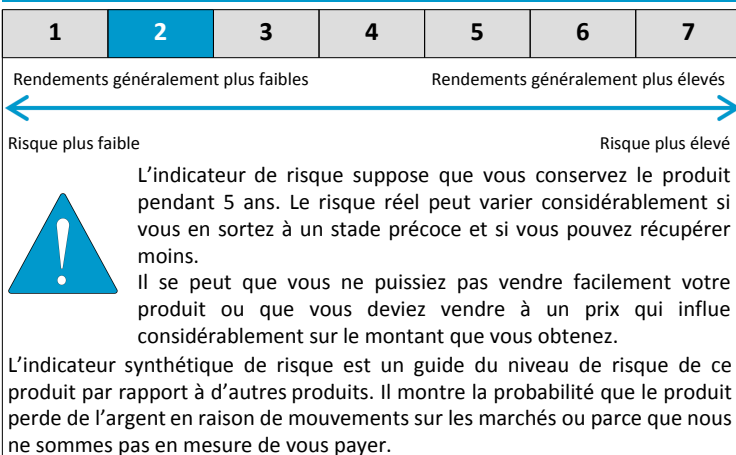 1 2 3 4 5 6 7
Rendements généralement plus faibles Rendements généralement plus élevés
Risque plus faible Risque plus élevé
L’indicateur de risque suppose que vous conservez le produit
pendant 5 ans. Le risque réel peut varier considérablement si
vous en sortez à un stade précoce et si vous pouvez récupérer
moins.
Il se peut que vous ne puissiez pas vendre facilement votre
produit ou que vous deviez vendre à un prix qui influe
considérablement sur le montant que vous obtenez.
L’indicateur synthétique de risque est un guide du niveau de risque de ce
produit par rapport à d’autres produits. Il montre la probabilité que le produit
perde de l’argent en raison de mouvements sur les marchés ou parce que nous
ne sommes pas en mesure de vous payer.